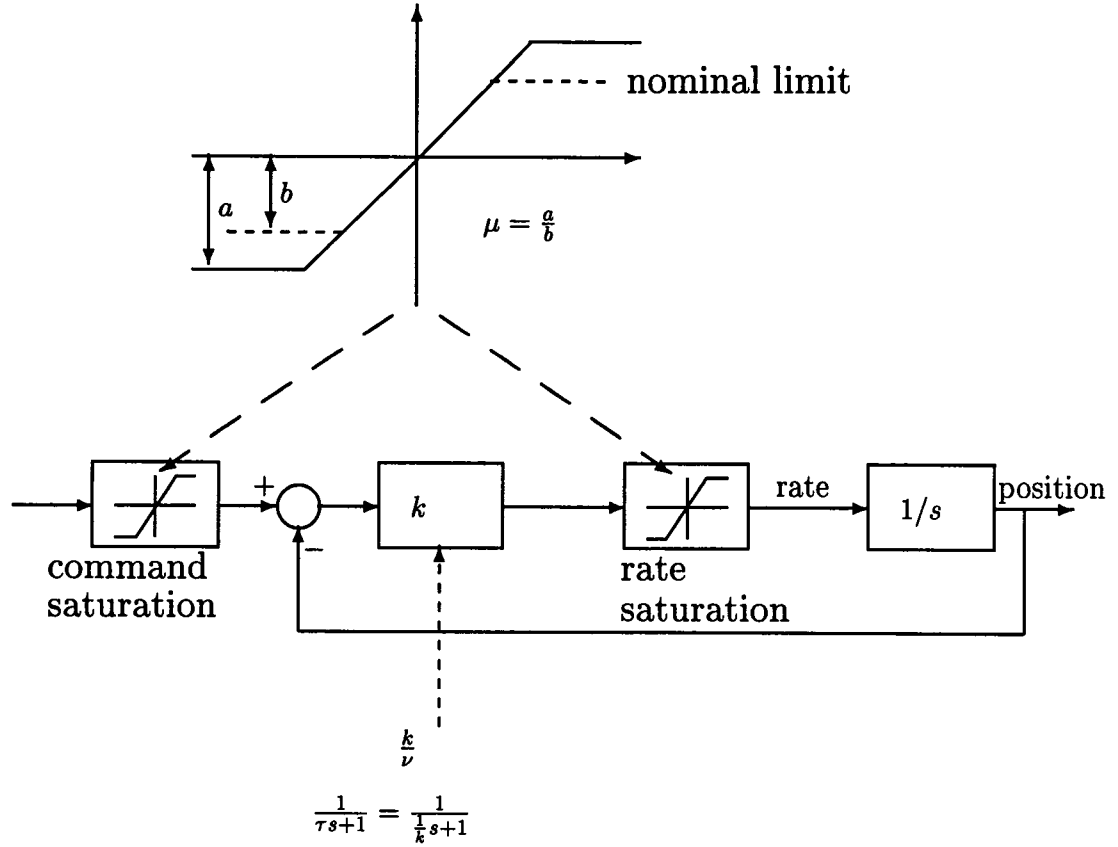 nominal limit
b
a
μ = a/b
+
k
rate
1/s
position
−
command
saturation
rate
saturation
k/ν
1/(τs+1) = 1/(1/k s+1)